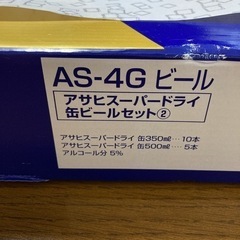 AS-4G ビール
アサヒスーパードライ
缶ビールセット②
アサヒスーパードライ 缶350㎖…10本
アサヒスーパードライ 缶500㎖… 5本
アルコール分 5%